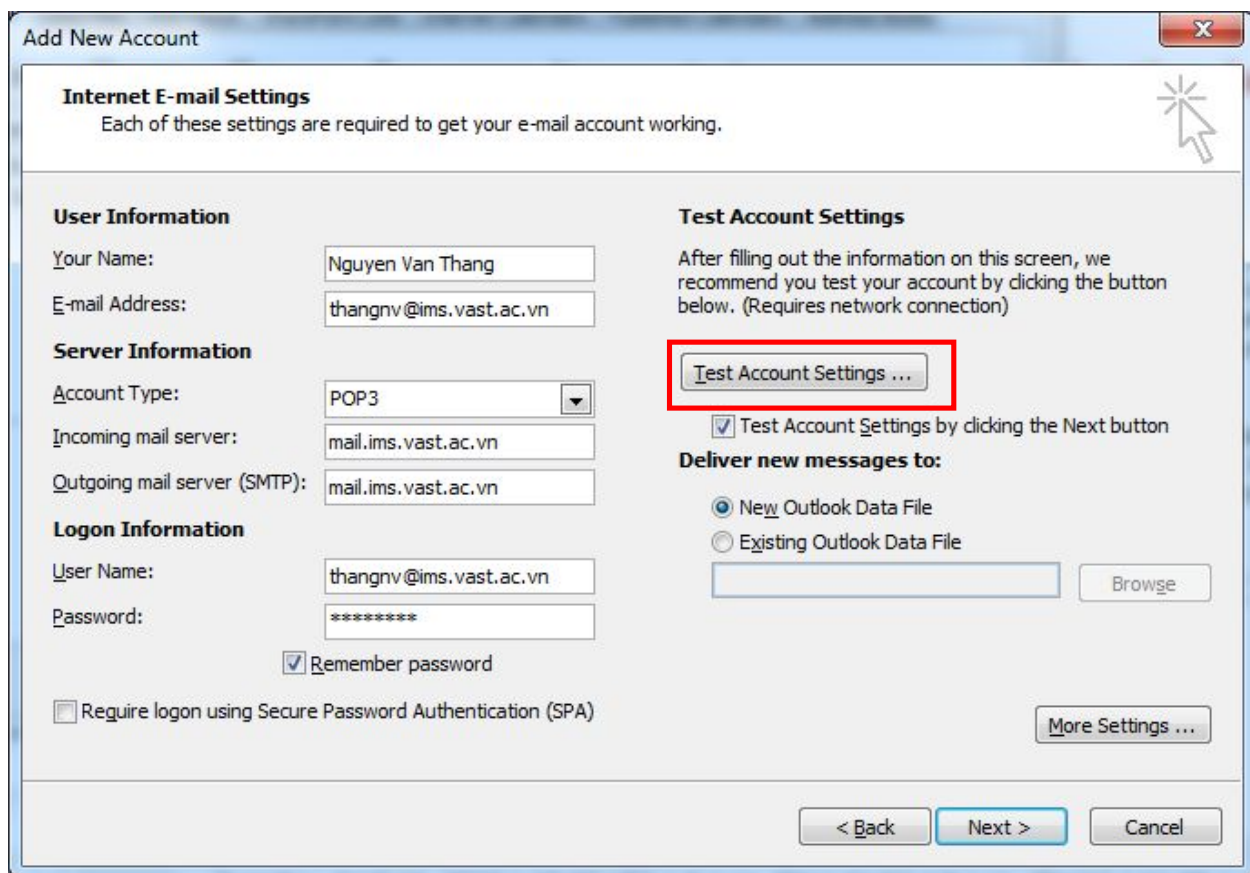 Add New Account
Internet E-mail Settings
Each of these settings are required to get your e-mail account working.
User Information
Your Name:
Nguyen Van Thang
E-mail Address:
thangnv@ims.vast.ac.vn
Server Information
Account Type:
POP3
Incoming mail server:
mail.ims.vast.ac.vn
Outgoing mail server (SMTP):
mail.ims.vast.ac.vn
Logon Information
User Name:
thangnv@ims.vast.ac.vn
Password:
********
Remember password
Require logon using Secure Password Authentication (SPA)
Test Account Settings
After filling out the information on this screen, we
recommend you test your account by clicking the button
below. (Requires network connection)
Test Account Settings ...
Test Account Settings by clicking the Next button
Deliver new messages to:
New Outlook Data File
Existing Outlook Data File
Browse
More Settings ...
< Back
Next >
Cancel